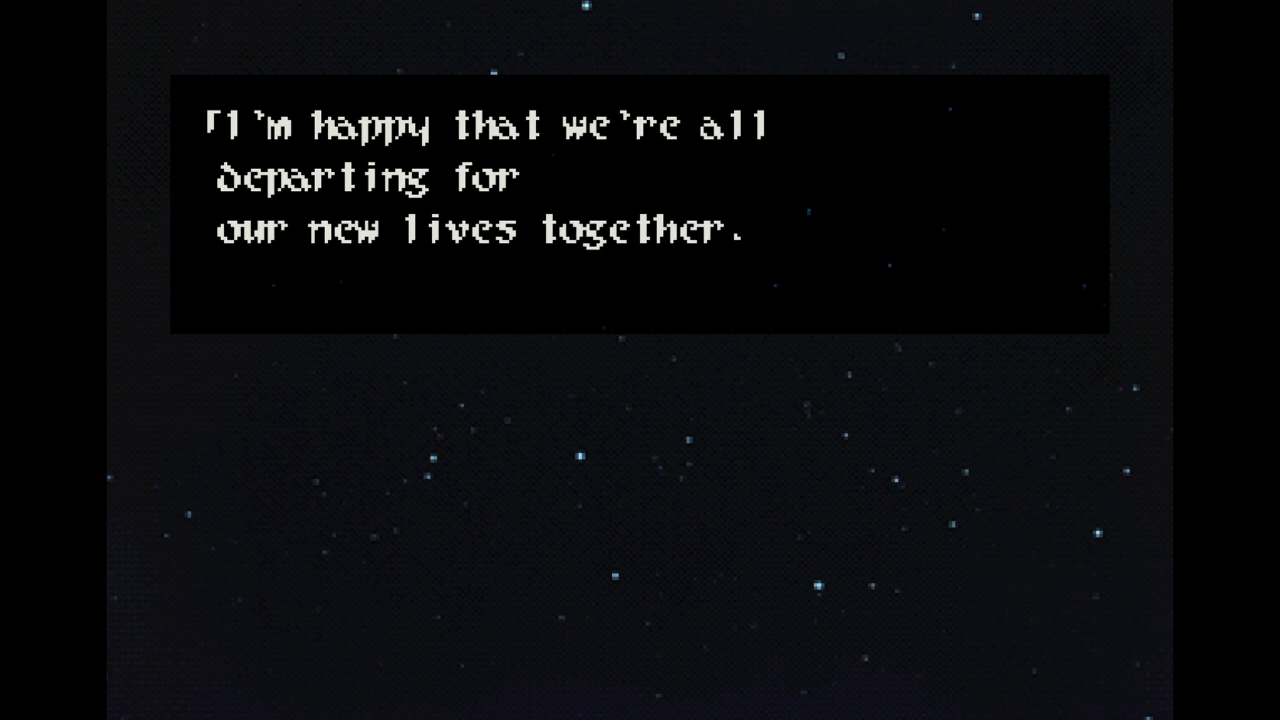 「I'm happy that we're all
departing for
our new lives together.